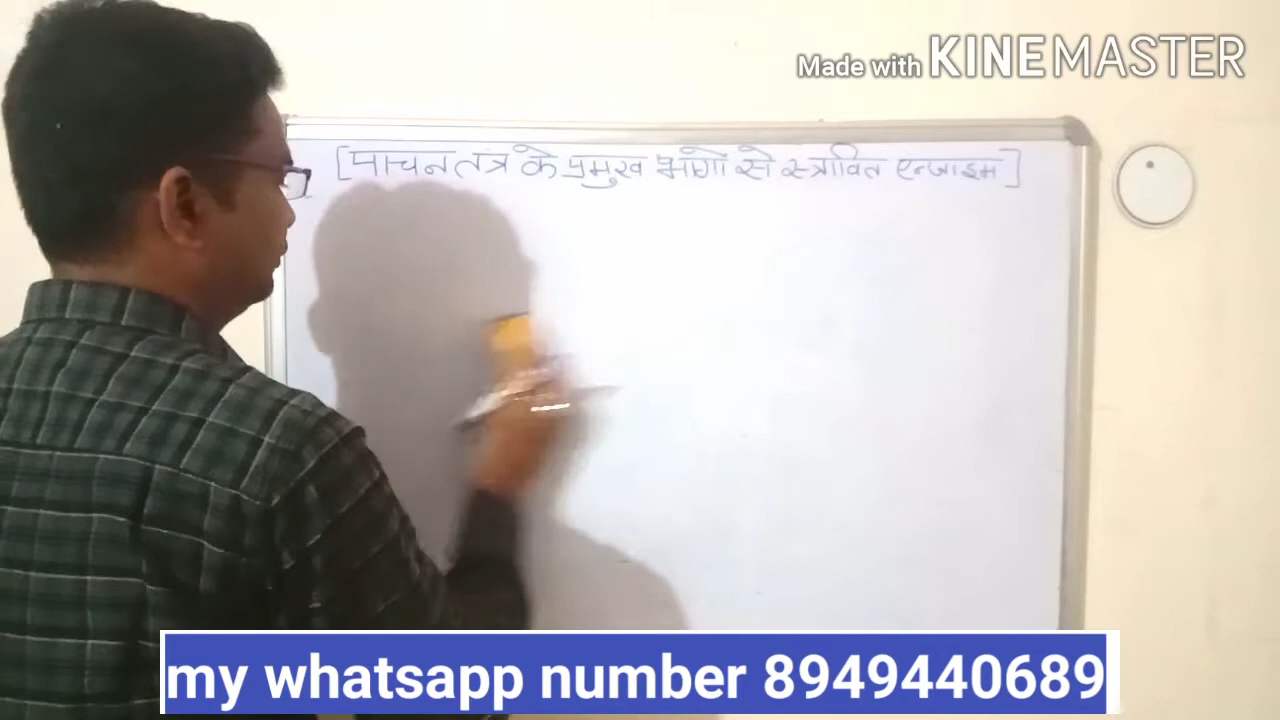 Made with KINEMASTER
[पाचनतंत्र के प्रमुख भागो से स्त्रावित एन्जाइम]
my whatsapp number 8949440689